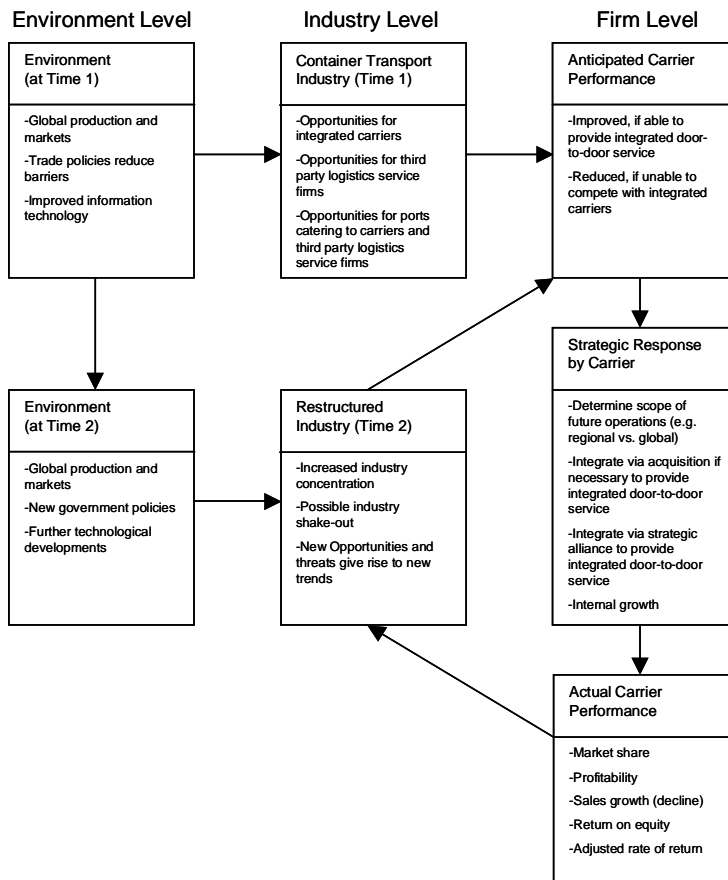 Environment Level
Industry Level
Firm Level
Environment
(at Time 1)
-Global production and
markets
-Trade policies reduce
barriers
-Improved information
technology
Container Transport
Industry (Time 1)
-Opportunities for
integrated carriers
-Opportunities for third
party logistics service
firms
-Opportunities for ports
catering to carriers and
third party logistics
service firms
Anticipated Carrier
Performance
-Improved, if able to
provide integrated door-
to-door service
-Reduced, if unable to
compete with integrated
carriers
Strategic Response
by Carrier
-Determine scope of
future operations (e.g.
regional vs. global)
-Integrate via acquisition if
necessary to provide
integrated door-to-door
service
-Integrate via strategic
alliance to provide
integrated door-to-door
service
-Internal growth
Environment
(at Time 2)
-Global production and
markets
-New government policies
-Further technological
developments
Restructured
Industry (Time 2)
-Increased industry
concentration
-Possible industry
shake-out
-New Opportunities and
threats give rise to new
trends
Actual Carrier
Performance
-Market share
-Profitability
-Sales growth (decline)
-Return on equity
-Adjusted rate of return